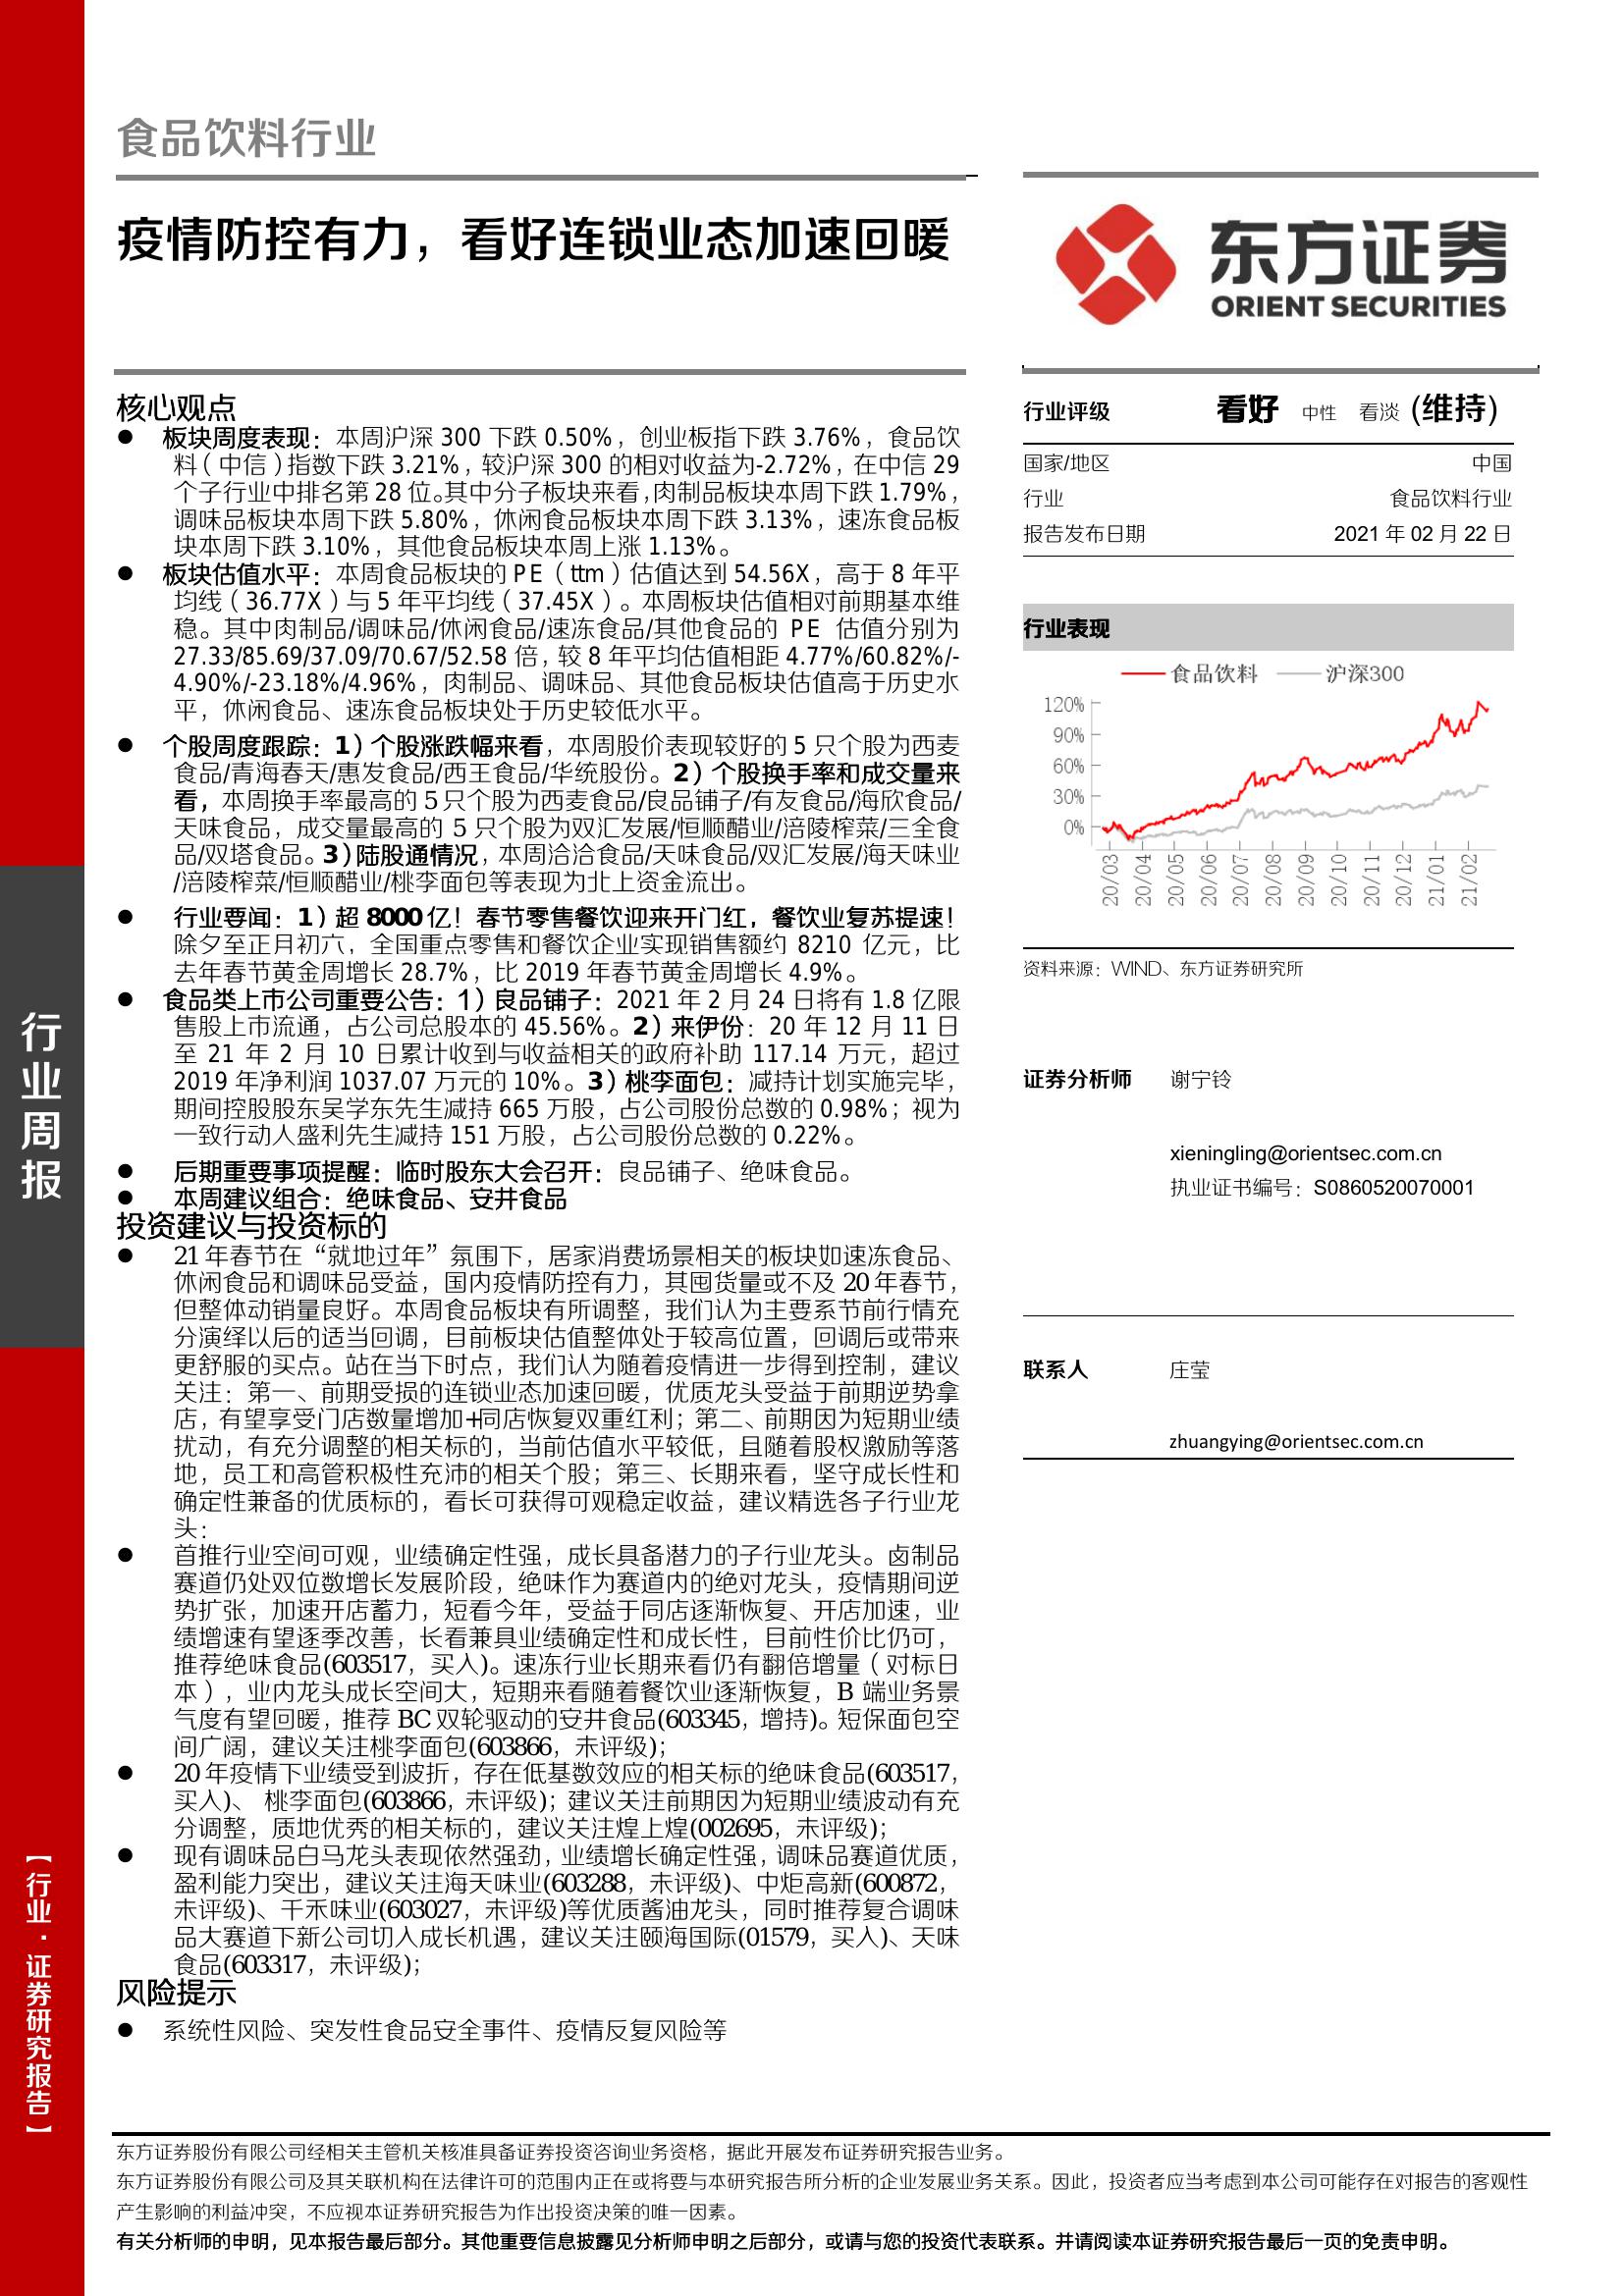 食品饮料行业
疫情防控有力，看好连锁业态加速回暖
核心观点
● 板块周度表现：本周沪深 300 下跌 0.50%，创业板指下跌 3.76%，食品饮
料（中信）指数下跌 3.21%，较沪深 300 的相对收益为-2.72%，在中信 29
个子行业中排名第 28 位。其中分子板块来看，肉制品板块本周下跌 1.79%，
调味品板块本周下跌 5.80%，休闲食品板块本周下跌 3.13%，速冻食品板
块本周下跌 3.10%，其他食品板块本周上涨 1.13%。
● 板块估值水平：本周食品板块的 PE（ttm）估值达到 54.56X，高于 8 年平
均线（36.77X）与 5 年平均线（37.45X）。本周板块估值相对前期基本维
稳。其中肉制品/调味品/休闲食品/速冻食品/其他食品的 PE 估值分别为
27.33/85.69/37.09/70.67/52.58 倍，较 8 年平均估值相距 4.77%/60.82%/-
4.90%/-23.18%/4.96%，肉制品、调味品、其他食品板块估值高于历史水
平，休闲食品、速冻食品板块处于历史较低水平。
● 个股周度跟踪：1）个股涨跌幅来看，本周股价表现较好的 5 只个股为西麦
食品/青海春天/惠发食品/西王食品/华统股份。2）个股换手率和成交量来
看，本周换手率最高的 5 只个股为西麦食品/良品铺子/有友食品/海欣食品/
天味食品，成交量最高的 5 只个股为双汇发展/恒顺醋业/涪陵榨菜/三全食
品/双塔食品。3）陆股通情况，本周洽洽食品/天味食品/双汇发展/海天味业
/涪陵榨菜/恒顺醋业/桃李面包等表现为北上资金流出。
● 行业要闻：1）超 8000 亿！春节零售餐饮迎来开门红，餐饮业复苏提速！
除夕至正月初六，全国重点零售和餐饮企业实现销售额约 8210 亿元，比
去年春节黄金周增长 28.7%，比 2019 年春节黄金周增长 4.9%。
● 食品类上市公司重要公告：1）良品铺子：2021 年 2 月 24 日将有 1.8 亿限
售股上市流通，占公司总股本的 45.56%。2）来伊份：20 年 12 月 11 日
至 21 年 2 月 10 日累计收到与收益相关的政府补助 117.14 万元，超过
2019 年净利润 1037.07 万元的 10%。3）桃李面包：减持计划实施完毕，
期间控股股东吴学东先生减持 665 万股，占公司股份总数的 0.98%；视为
一致行动人盛利先生减持 151 万股，占公司股份总数的 0.22%。
● 后期重要事项提醒：临时股东大会召开：良品铺子、绝味食品。
● 本周建议组合：绝味食品、安井食品
投资建议与投资标的
● 21 年春节在“就地过年”氛围下，居家消费场景相关的板块如速冻食品、
休闲食品和调味品受益，国内疫情防控有力，其囤货量或不及 20 年春节，
但整体动销量良好。本周食品板块有所调整，我们认为主要系节前行情充
分演绎以后的适当回调，目前板块估值整体处于较高位置，回调后或带来
更舒服的买点。站在当下时点，我们认为随着疫情进一步得到控制，建议
关注：第一、前期受损的连锁业态加速回暖，优质龙头受益于前期逆势拿
店，有望享受门店数量增加+同店恢复双重红利；第二、前期因为短期业绩
扰动，有充分调整的相关标的，当前估值水平较低，且随着股权激励等落
地，员工和高管积极性充沛的相关个股；第三、长期来看，坚守成长性和
确定性兼备的优质标的，看长可获得可观稳定收益，建议精选各子行业龙
头：
● 首推行业空间可观，业绩确定性强，成长具备潜力的子行业龙头。卤制品
赛道仍处双位数增长发展阶段，绝味作为赛道内的绝对龙头，疫情期间逆
势扩张，加速开店蓄力，短看今年，受益于同店逐渐恢复、开店加速，业
绩增速有望逐季改善，长看兼具业绩确定性和成长性，目前性价比仍可，
推荐绝味食品(603517，买入)。速冻行业长期来看仍有翻倍增量（对标日
本），业内龙头成长空间大，短期来看随着餐饮业逐渐恢复，B 端业务景
气度有望回暖，推荐 BC 双轮驱动的安井食品(603345，增持)。短保面包空
间广阔，建议关注桃李面包(603866，未评级)；
● 20 年疫情下业绩受到波折，存在低基数效应的相关标的绝味食品(603517，
买入)、 桃李面包(603866，未评级)；建议关注前期因为短期业绩波动有充
分调整，质地优秀的相关标的，建议关注煌上煌(002695，未评级)；
● 现有调味品白马龙头表现依然强劲，业绩增长确定性强，调味品赛道优质，
盈利能力突出，建议关注海天味业(603288，未评级)、中炬高新(600872，
未评级)、千禾味业(603027，未评级)等优质酱油龙头，同时推荐复合调味
品大赛道下新公司切入成长机遇，建议关注颐海国际(01579，买入)、天味
食品(603317，未评级)；
风险提示
● 系统性风险、突发性食品安全事件、疫情反复风险等
东方证券
ORIENT SECURITIES
行业评级 看好 中性 看淡 (维持)
国家/地区 中国
行业 食品饮料行业
报告发布日期 2021 年 02 月 22 日
行业表现
食品饮料 沪深300
120%
90%
60%
30%
0%
20/03 20/04 20/05 20/06 20/07 20/08 20/09 20/10 20/11 20/12 21/01 21/02
资料来源：WIND、东方证券研究所
证券分析师 谢宁铃
xieningling@orientsec.com.cn
执业证书编号：S0860520070001
联系人 庄莹
zhuangying@orientsec.com.cn
行业周报
【行业·证券研究报告】
东方证券股份有限公司经相关主管机关核准具备证券投资咨询业务资格，据此开展发布证券研究报告业务。
东方证券股份有限公司及其关联机构在法律许可的范围内正在或将要与本研究报告所分析的企业发展业务关系。因此，投资者应当考虑到本公司可能存在对报告的客观性
产生影响的利益冲突，不应视本证券研究报告为作出投资决策的唯一因素。
有关分析师的申明，见本报告最后部分。其他重要信息披露见分析师申明之后部分，或请与您的投资代表联系。并请阅读本证券研究报告最后一页的免责申明。